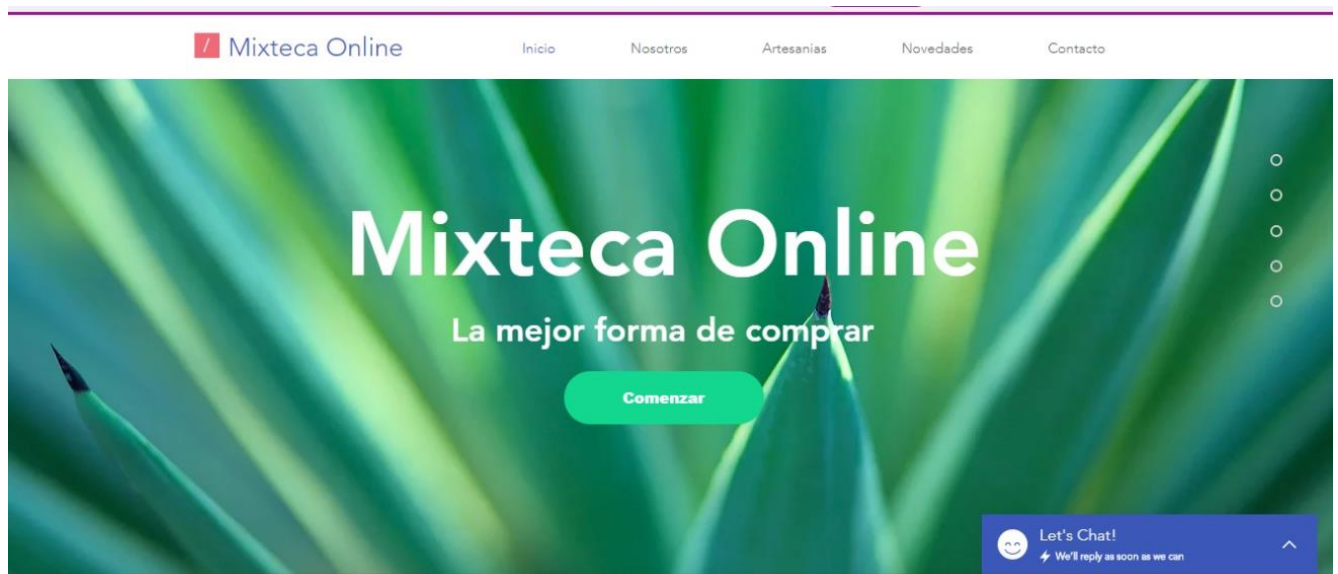 / Mixteca Online
Inicio Nosotros Artesanias Novedades Contacto
Mixteca Online
La mejor forma de comprar
Comenzar
Let's Chat!
We'll reply as soon as we can